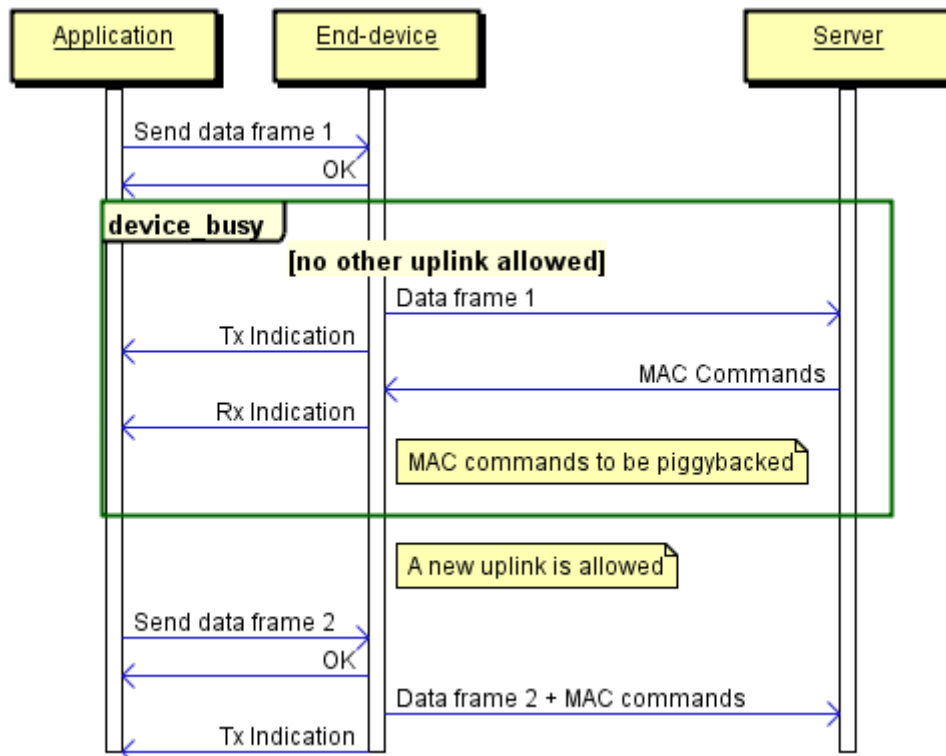 Application
End-device
Server
Send data frame 1
OK
device_busy
[no other uplink allowed]
Data frame 1
Tx Indication
MAC Commands
Rx Indication
MAC commands to be piggybacked
A new uplink is allowed
Send data frame 2
OK
Data frame 2 + MAC commands
Tx Indication